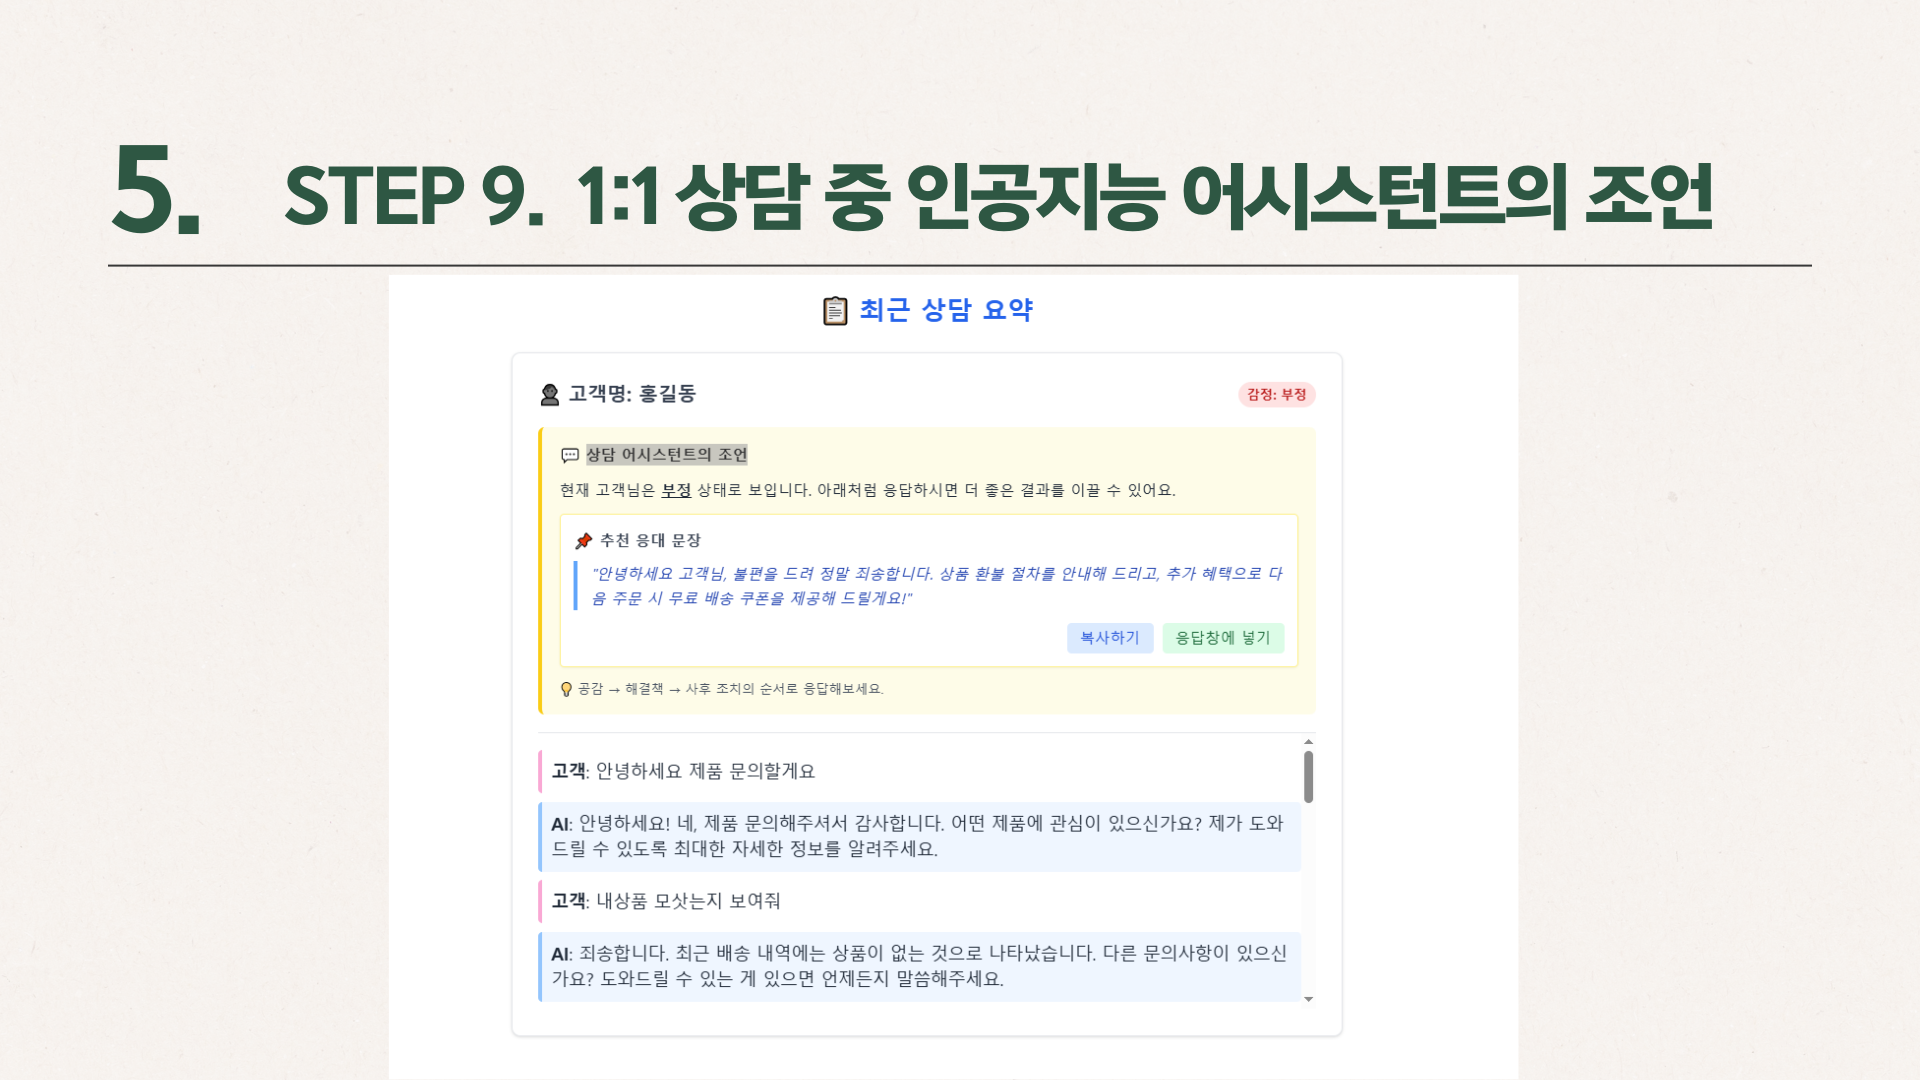 5. STEP 9. 1:1 상담 중 인공지능 어시스턴트의 조언
최근 상담 요약
고객명: 홍길동
감정: 부정
상담 어시스턴트의 조언
현재 고객님은 부정 상태로 보입니다. 아래처럼 응답하시면 더 좋은 결과를 이끌 수 있어요.
추천 응대 문장
"안녕하세요 고객님, 불편을 드려 정말 죄송합니다. 상품 환불 절차를 안내해 드리고, 추가 혜택으로 다
음 주문 시 무료 배송 쿠폰을 제공해 드릴게요!"
복사하기 응답창에 넣기
공감 → 해결책 → 사후 조치의 순서로 응답해보세요.
고객: 안녕하세요 제품 문의할게요
AI: 안녕하세요! 네, 제품 문의해주셔서 감사합니다. 어떤 제품에 관심이 있으신가요? 제가 도와
드릴 수 있도록 최대한 자세한 정보를 알려주세요.
고객: 내상품 모삿는지 보여줘
AI: 죄송합니다. 최근 배송 내역에는 상품이 없는 것으로 나타났습니다. 다른 문의사항이 있으신
가요? 도와드릴 수 있는 게 있으면 언제든지 말씀해주세요.